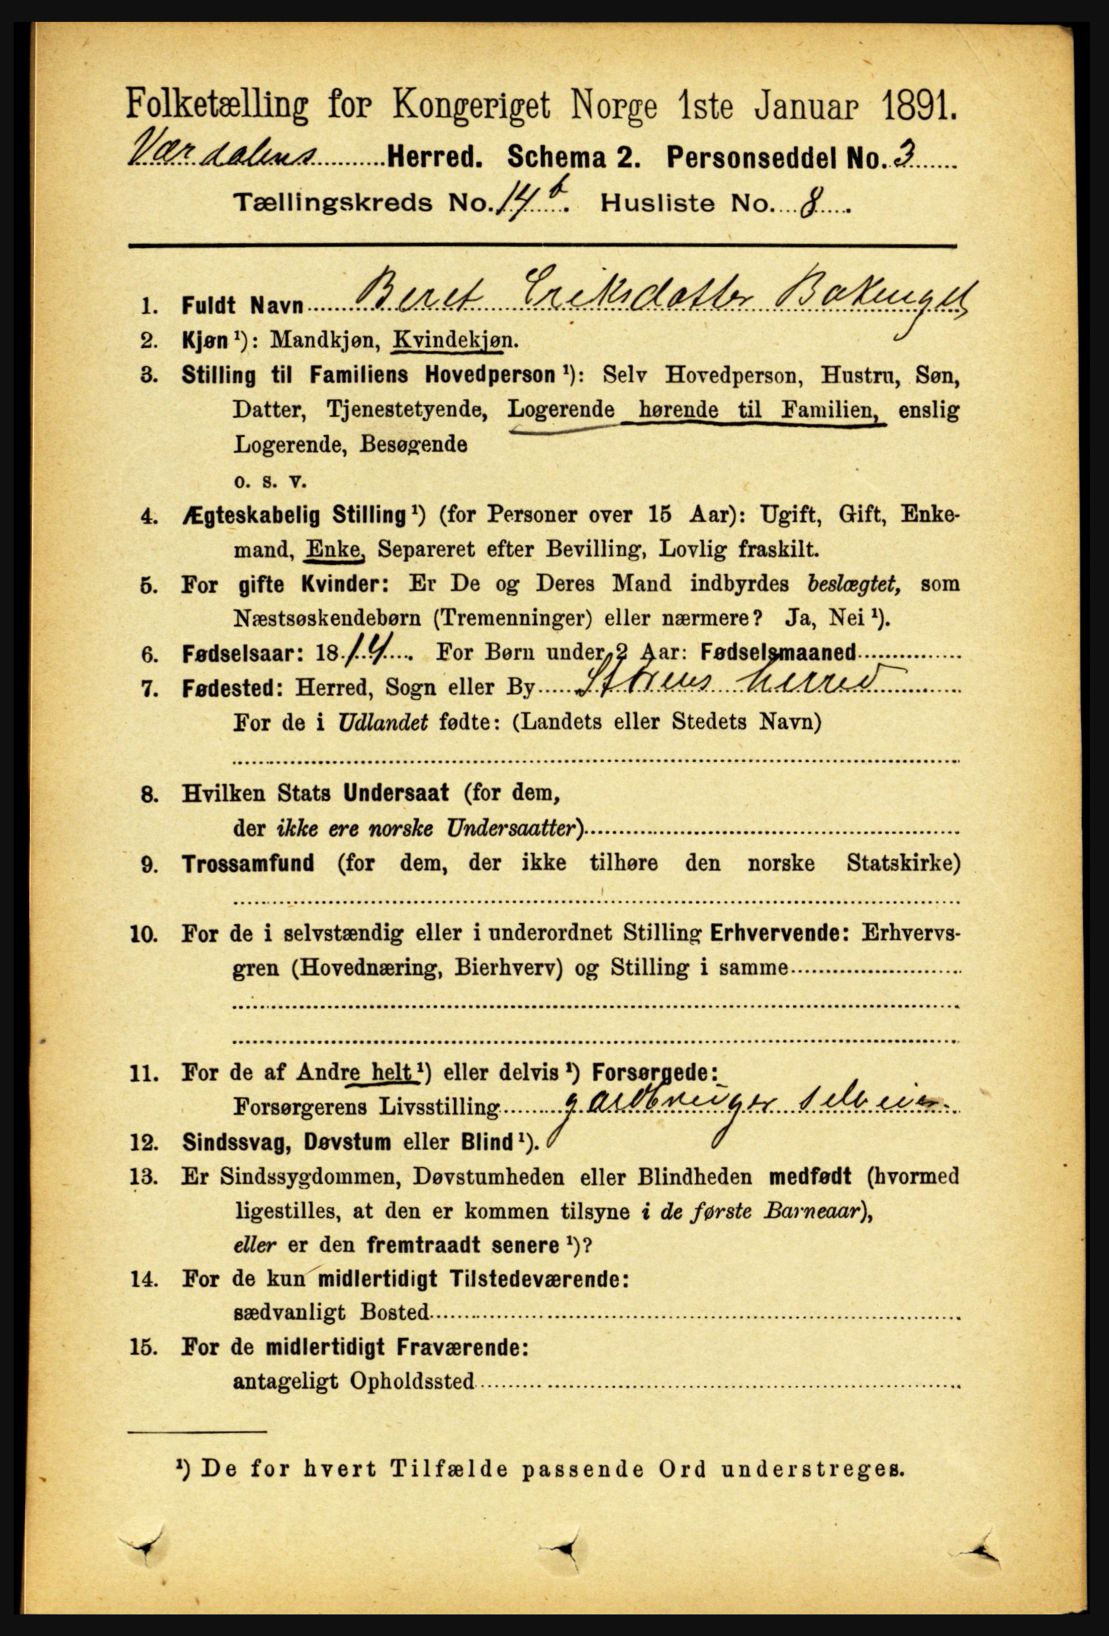 Folketælling for Kongeriget Norge 1ste Januar 1891.
Værdalens Herred. Schema 2. Personseddel No. 3
Tællingskreds No. 14b. Husliste No. 8.
1. Fuldt Navn Beret Eriksdatter Bakenget
2. Kjøn ¹): Mandkjøn, Kvindekjøn.
3. Stilling til Familiens Hovedperson ¹): Selv Hovedperson, Hustru, Søn,
Datter, Tjenestetyende, Logerende hørende til Familien, enslig
Logerende, Besøgende
o. s. v.
4. Ægteskabelig Stilling ¹) (for Personer over 15 Aar): Ugift, Gift, Enke-
mand, Enke, Separeret efter Bevilling, Lovlig fraskilt.
5. For gifte Kvinder: Er De og Deres Mand indbyrdes beslægtet, som
Næstsøskendebørn (Tremenninger) eller nærmere? Ja, Nei ¹).
6. Fødselsaar: 1814. For Børn under 2 Aar: Fødselsmaaned
7. Fødested: Herred, Sogn eller By Størens herred
For de i Udlandet fødte: (Landets eller Stedets Navn)
8. Hvilken Stats Undersaat (for dem,
der ikke ere norske Undersaatter)
9. Trossamfund (for dem, der ikke tilhøre den norske Statskirke)
10. For de i selvstændig eller i underordnet Stilling Erhvervende: Erhvervs-
gren (Hovednæring, Bierhverv) og Stilling i samme
11. For de af Andre helt ¹) eller delvis ¹) Forsørgede:
Forsørgerens Livsstilling gardbruger selveier
12. Sindssvag, Døvstum eller Blind ¹).
13. Er Sindssygdommen, Døvstumheden eller Blindheden medfødt (hvormed
ligestilles, at den er kommen tilsyne i de første Barneaar),
eller er den fremtraadt senere ¹)?
14. For de kun midlertidigt Tilstedeværende:
sædvanligt Bosted
15. For de midlertidigt Fraværende:
antageligt Opholdssted
¹) De for hvert Tilfælde passende Ord understreges.